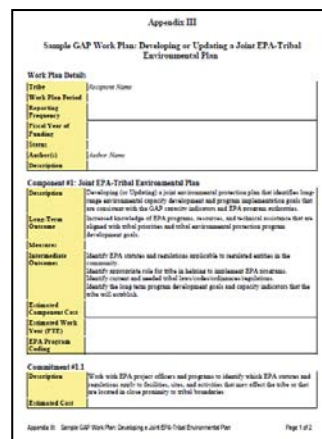 Appendix III
Sample GAP Work Plan: Developing or Updating a Joint EPA-Tribal
Environmental Plan
Work Plan Details
Tribe Recipient Name
Work Plan Period
Reporting
Frequency
Fiscal Year of
Funding
Status
Author(s) Author Name
Description
Component #1: Joint EPA-Tribal Environmental Plan
Description Developing (or Updating) a joint environmental protection plan that identifies long-
range environmental capacity development and program implementation goals that
are consistent with the GAP capacity indicators and EPA program authorities.
Long-Term Increased knowledge of EPA programs, resources, and technical assistance that are
Outcome aligned with tribal priorities and tribal environmental protection program
development goals.
Measures
Intermediate Identify EPA statutes and regulations applicable to regulated entities in the
Outcomes community.
Identify appropriate role for tribe in helping to implement EPA programs.
Identify current and needed tribal laws/codes/ordinances/regulations.
Identify the long term program development goals and capacity indicators that the
tribe will establish.
Estimated
Component Cost
Estimated Work
Year (FTE)
EPA Program
Coding
Commitment #1.1
Description Work with EPA project officers and programs to identify which EPA statutes and
regulations apply to facilities, sites, and activities that may effect the tribe or that
are located in close proximity to tribal boundaries.
Estimated Cost
Appendix III: Sample GAP Work Plan: Developing a Joint EPA-Tribal Environmental Plan Page 1 of 2